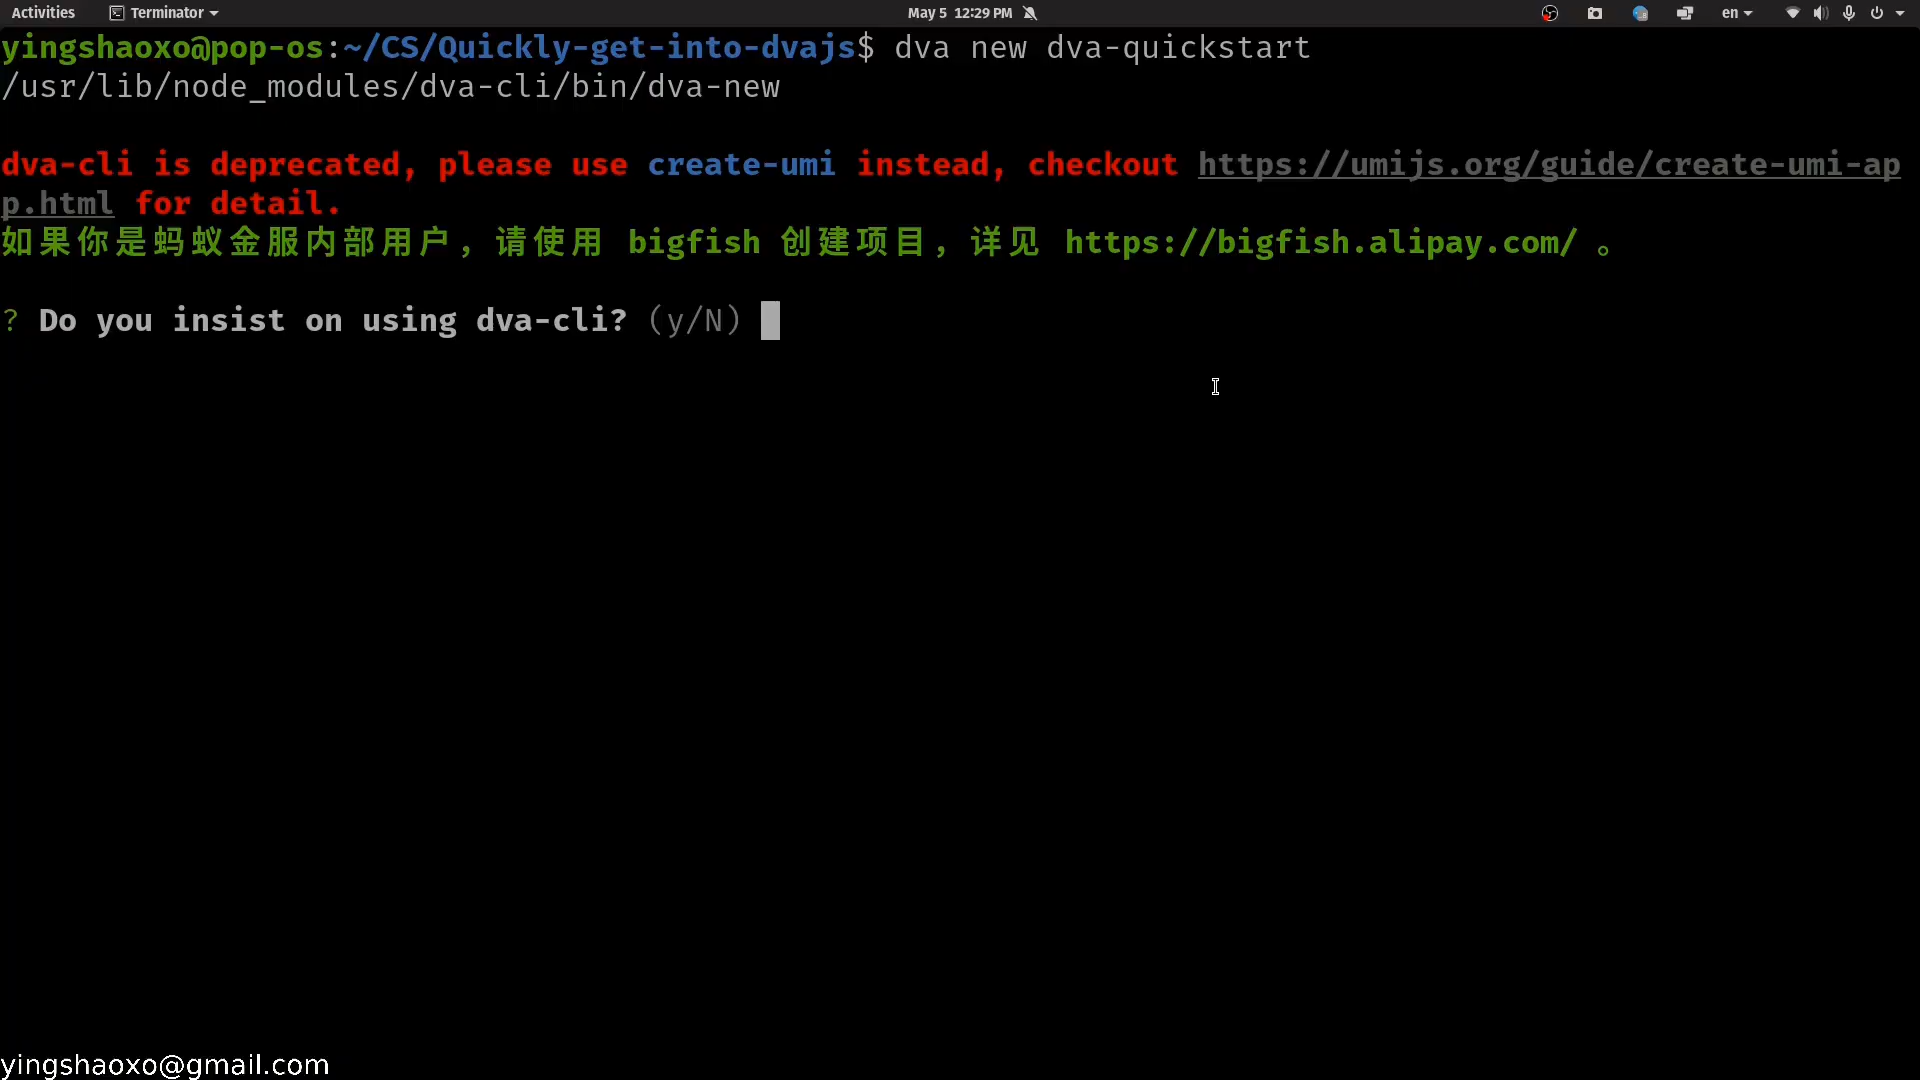 Activities Terminator May 5 12:29 PM en
yingshaoxo@pop-os:~/CS/Quickly-get-into-dvajs$ dva new dva-quickstart
/usr/lib/node_modules/dva-cli/bin/dva-new
dva-cli is deprecated, please use create-umi instead, checkout https://umijs.org/guide/create-umi-ap
p.html for detail.
如果你是蚂蚁金服内部用户，请使用 bigfish 创建项目，详见 https://bigfish.alipay.com/ 。
? Do you insist on using dva-cli? (y/N)
yingshaoxo@gmail.com